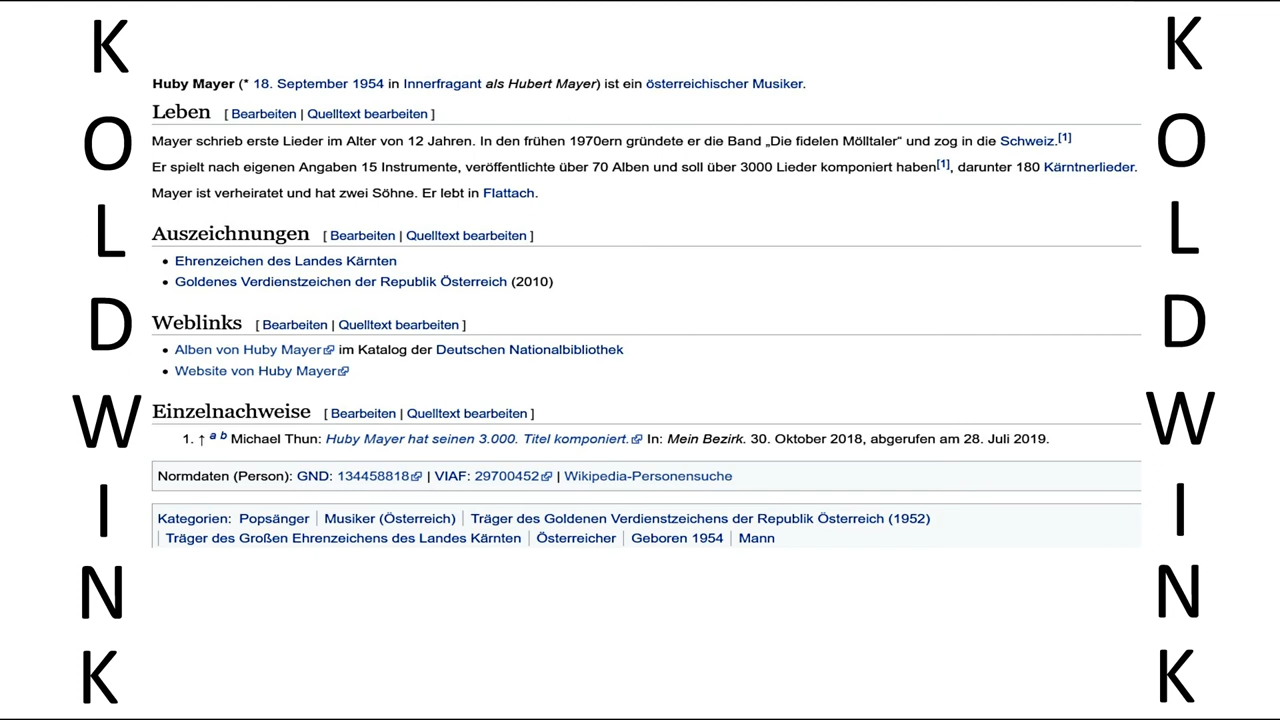 KOLDWINK
Huby Mayer (* 18. September 1954 in Innerfragant als Hubert Mayer) ist ein österreichischer Musiker.
Leben [ Bearbeiten | Quelltext bearbeiten ]
Mayer schrieb erste Lieder im Alter von 12 Jahren. In den frühen 1970ern gründete er die Band „Die fidelen Mölltaler“ und zog in die Schweiz.[1]
Er spielt nach eigenen Angaben 15 Instrumente, veröffentlichte über 70 Alben und soll über 3000 Lieder komponiert haben[1], darunter 180 Kärntnerlieder.
Mayer ist verheiratet und hat zwei Söhne. Er lebt in Flattach.
Auszeichnungen [ Bearbeiten | Quelltext bearbeiten ]
• Ehrenzeichen des Landes Kärnten
• Goldenes Verdienstzeichen der Republik Österreich (2010)
Weblinks [ Bearbeiten | Quelltext bearbeiten ]
• Alben von Huby Mayer im Katalog der Deutschen Nationalbibliothek
• Website von Huby Mayer
Einzelnachweise [ Bearbeiten | Quelltext bearbeiten ]
1. ↑ a b Michael Thun: Huby Mayer hat seinen 3.000. Titel komponiert. In: Mein Bezirk. 30. Oktober 2018, abgerufen am 28. Juli 2019.
Normdaten (Person): GND: 134458818 | VIAF: 29700452 | Wikipedia-Personensuche
Kategorien: Popsänger | Musiker (Österreich) | Träger des Goldenen Verdienstzeichens der Republik Österreich (1952)
| Träger des Großen Ehrenzeichens des Landes Kärnten | Österreicher | Geboren 1954 | Mann
KOLDWINK